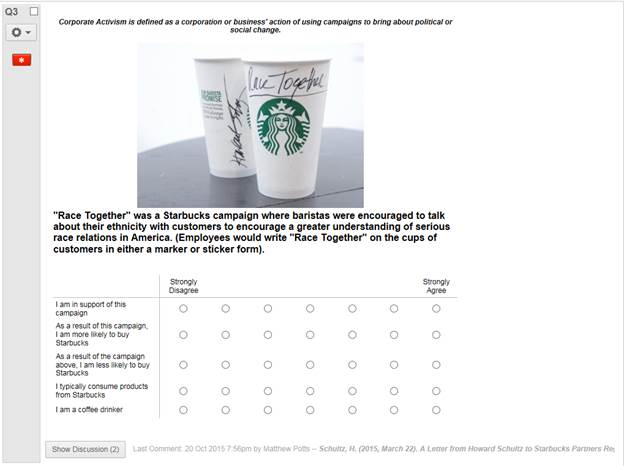 Q3
Corporate Activism is defined as a corporation or business' action of using campaigns to bring about political or
social change.
Race Together
PROMISE
"Race Together" was a Starbucks campaign where baristas were encouraged to talk
about their ethnicity with customers to encourage a greater understanding of serious
race relations in America. (Employees would write "Race Together" on the cups of
customers in either a marker or sticker form).
Strongly
Disagree
Strongly
Agree
I am in support of this
campaign
As a result of this campaign,
I am more likely to buy
Starbucks
As a result of the campaign
above, I am less likely to buy
Starbucks
I typically consume products
from Starbucks
I am a coffee drinker
Show Discussion (2)
Last Comment: 20 Oct 2015 7:56pm by Matthew Potts -- Schultz, H. (2015, March 22). A Letter from Howard Schultz to Starbucks Partners Re